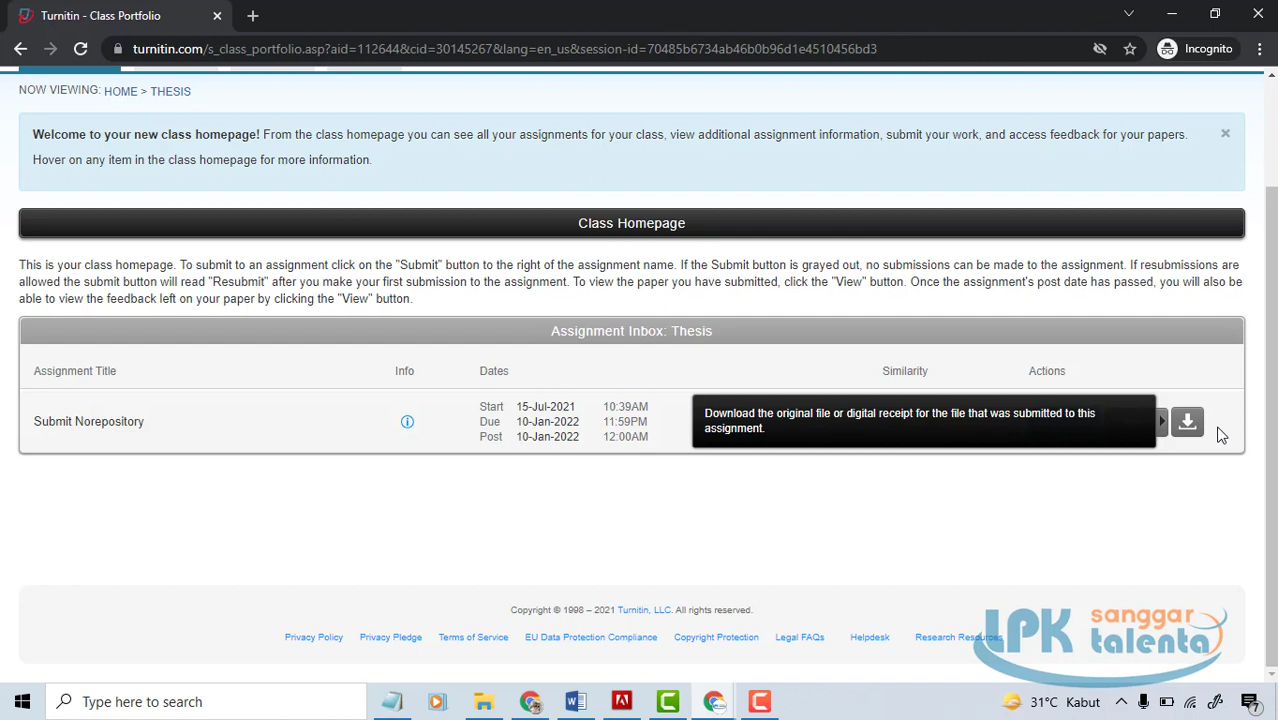 Turnitin - Class Portfolio
turnitin.com/s_class_portfolio.asp?aid=112644&cid=30145267&lang=en_us&session-id=70485b6734ab46b0b96d1e4510456bd3
Incognito
NOW VIEWING: HOME > THESIS
Welcome to your new class homepage! From the class homepage you can see all your assignments for your class, view additional assignment information, submit your work, and access feedback for your papers.
Hover on any item in the class homepage for more information.
Class Homepage
This is your class homepage. To submit to an assignment click on the "Submit" button to the right of the assignment name. If the Submit button is grayed out, no submissions can be made to the assignment. If resubmissions are
allowed the submit button will read "Resubmit" after you make your first submission to the assignment. To view the paper you have submitted, click the "View" button. Once the assignment's post date has passed, you will also be
able to view the feedback left on your paper by clicking the "View" button.
Assignment Inbox: Thesis
Assignment Title Info Dates Similarity Actions
Submit Norepository
Start 15-Jul-2021 10:39AM
Due 10-Jan-2022 11:59PM
Post 10-Jan-2022 12:00AM
Download the original file or digital receipt for the file that was submitted to this
assignment.
Copyright © 1998 – 2021 Turnitin, LLC. All rights reserved.
Privacy Policy Privacy Pledge Terms of Service EU Data Protection Compliance Copyright Protection Legal FAQs Helpdesk Research Resources
LPK sanggar
talenta
Type here to search
31°C Kabut
7